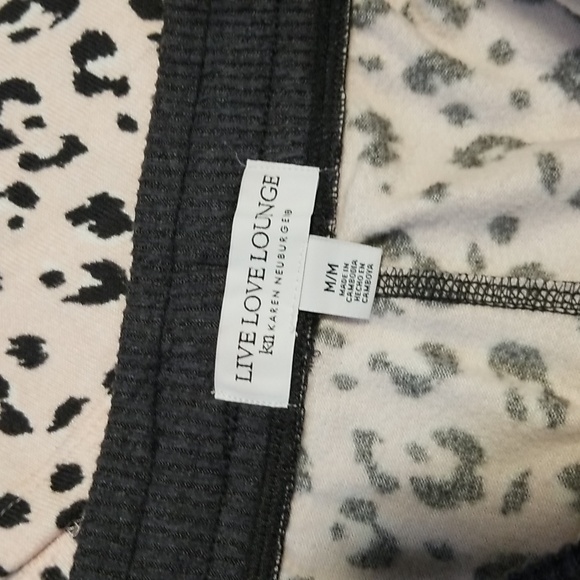 LIVE LOVE LOUNGE
kn KAREN NEUBURGER®
M/M
MADE IN
CAMBODIA
HECHO EN
CAMBOYA